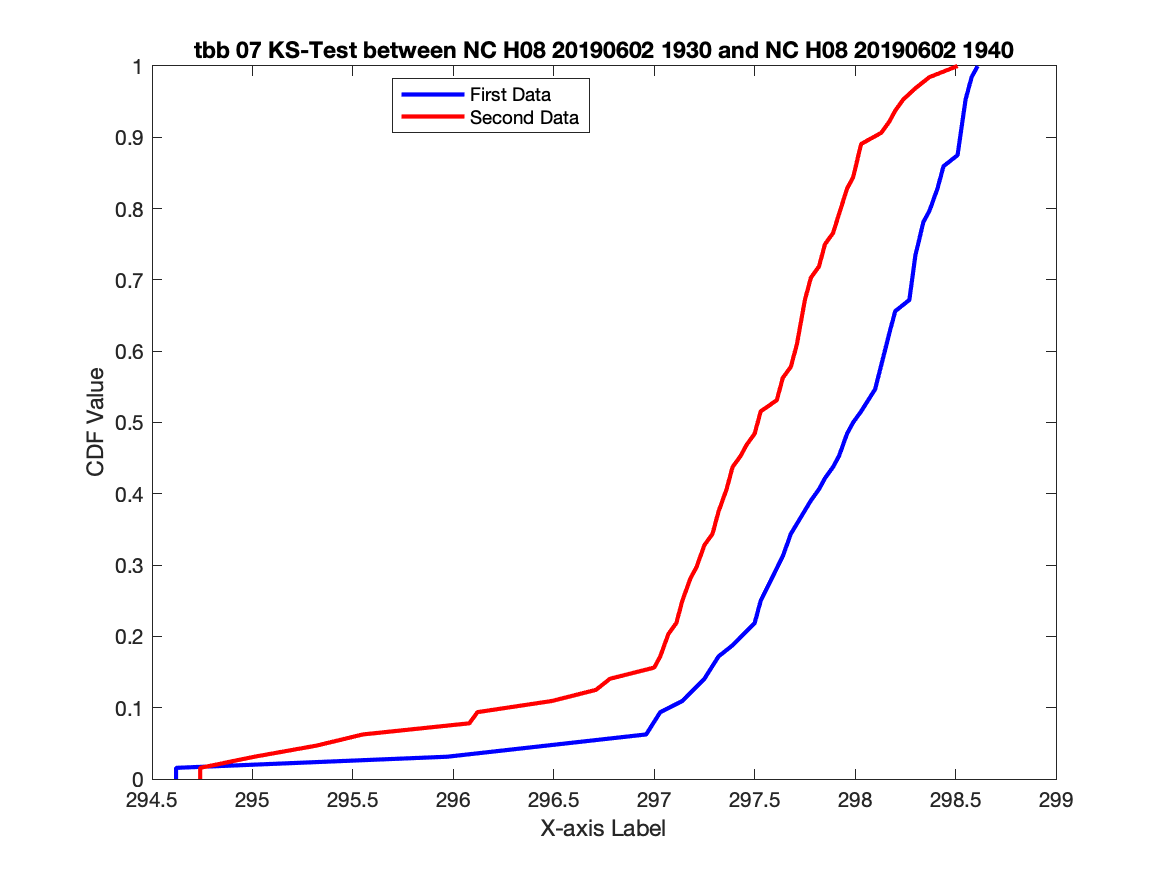 tbb 07 KS-Test between NC H08 20190602 1930 and NC H08 20190602 1940
First Data
Second Data
1
0.9
0.8
0.7
0.6
0.5
0.4
0.3
0.2
0.1
0
CDF Value
294.5 295 295.5 296 296.5 297 297.5 298 298.5 299
X-axis Label